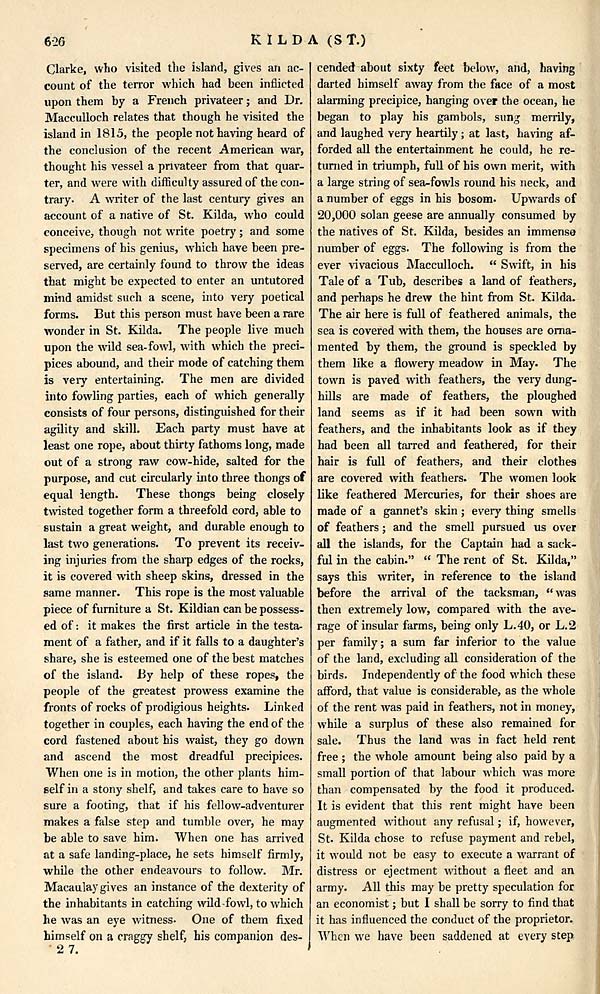 626
KILDA (ST.)
Clarke, who visited the island, gives an ac-
count of the terror which had been inflicted
upon them by a French privateer; and Dr.
Macculloch relates that though he visited the
island in 1815, the people not having heard of
the conclusion of the recent American war,
thought his vessel a privateer from that quar-
ter, and were with difficulty assured of the con-
trary. A writer of the last century gives an
account of a native of St. Kilda, who could
conceive, though not write poetry; and some
specimens of his genius, which have been pre-
served, are certainly found to throw the ideas
that might be expected to enter an untutored
mind amidst such a scene, into very poetical
forms. But this person must have been a rare
wonder in St. Kilda. The people live much
upon the wild sea-fowl, with which the preci-
pices abound, and their mode of catching them
is very entertaining. The men are divided
into fowling parties, each of which generally
consists of four persons, distinguished for their
agility and skill. Each party must have at
least one rope, about thirty fathoms long, made
out of a strong raw cow-hide, salted for the
purpose, and cut circularly into three thongs of
equal length. These thongs being closely
twisted together form a threefold cord, able to
sustain a great weight, and durable enough to
last two generations. To prevent its receiv-
ing injuries from the sharp edges of the rocks,
it is covered with sheep skins, dressed in the
same manner. This rope is the most valuable
piece of furniture a St. Kildian can be possess-
ed of: it makes the first article in the testa-
ment of a father, and if it falls to a daughter's
share, she is esteemed one of the best matches
of the island. By help of these ropes, the
people of the greatest prowess examine the
fronts of rocks of prodigious heights. Linked
together in couples, each having the end of the
cord fastened about his waist, they go down
and ascend the most dreadful precipices.
When one is in motion, the other plants him-
self in a stony shelf, and takes care to have so
sure a footing, that if his fellow-adventurer
makes a false step and tumble over, he may
be able to save him. When one has arrived
at a safe landing-place, he sets himself firmly,
while the other endeavours to follow. Mr.
Macaulay gives an instance of the dexterity of
the inhabitants in catching wild-fowl, to which
he was an eye witness. One of them fixed
himself on a craggy shelf, his companion des-
27.
cended about sixty feet below, and, having
darted himself away from the face of a most
alarming precipice, hanging over the ocean, he
began to play his gambols, sung merrily,
and laughed very heartily; at last, having af-
forded all the entertainment he could, he re-
turned in triumph, full of his own merit, with
a large string of sea-fowls round his neck, and
a number of eggs in his bosom. Upwards of
20,000 solan geese are annually consumed by
the natives of St. Kilda, besides an immense
number of eggs. The following is from the
ever vivacious Macculloch. "Swift, in his
Tale of a Tub, describes a land of feathers,
and perhaps he drew the hint from St. Kilda.
The air here is full of feathered animals, the
sea is covered with them, the houses are orna-
mented by them, the ground is speckled by
them like a flowery meadow in May. The
town is paved with feathers, the very dung-
hills are made of feathers, the ploughed
land seems as if it had been sown with
feathers, and the inhabitants look as if they
had been all tarred and feathered, for their
hair is full of feathers, and their clothes
are covered with feathers. The women look
like feathered Mercuries, for their shoes are
made of a gannet's skin; every thing smells
of feathers; and the smell pursued us over
all the islands, for the Captain had a sack-
ful in the cabin." "The rent of St. Kilda,"
says this writer, in reference to the island
before the arrival of the tacksman, "was
then extremely low, compared with the ave-
rage of insular farms, being only L.40, or L.2
per family; a sum far inferior to the value
of the land, excluding all consideration of the
birds. Independently of the food which these
afford, that value is considerable, as the whole
of the rent was paid in feathers, not in money,
while a surplus of these also remained for
sale. Thus the land was in fact held rent
free; the whole amount being also paid by a
small portion of that labour which was more
than compensated by the food it produced.
It is evident that this rent might have been
augmented without any refusal; if, however,
St. Kilda chose to refuse payment and rebel,
it would not be easy to execute a warrant of
distress or ejectment without a fleet and an
army. All this may be pretty speculation for
an economist; but I shall be sorry to find that
it has influenced the conduct of the proprietor.
When we have been saddened at every step